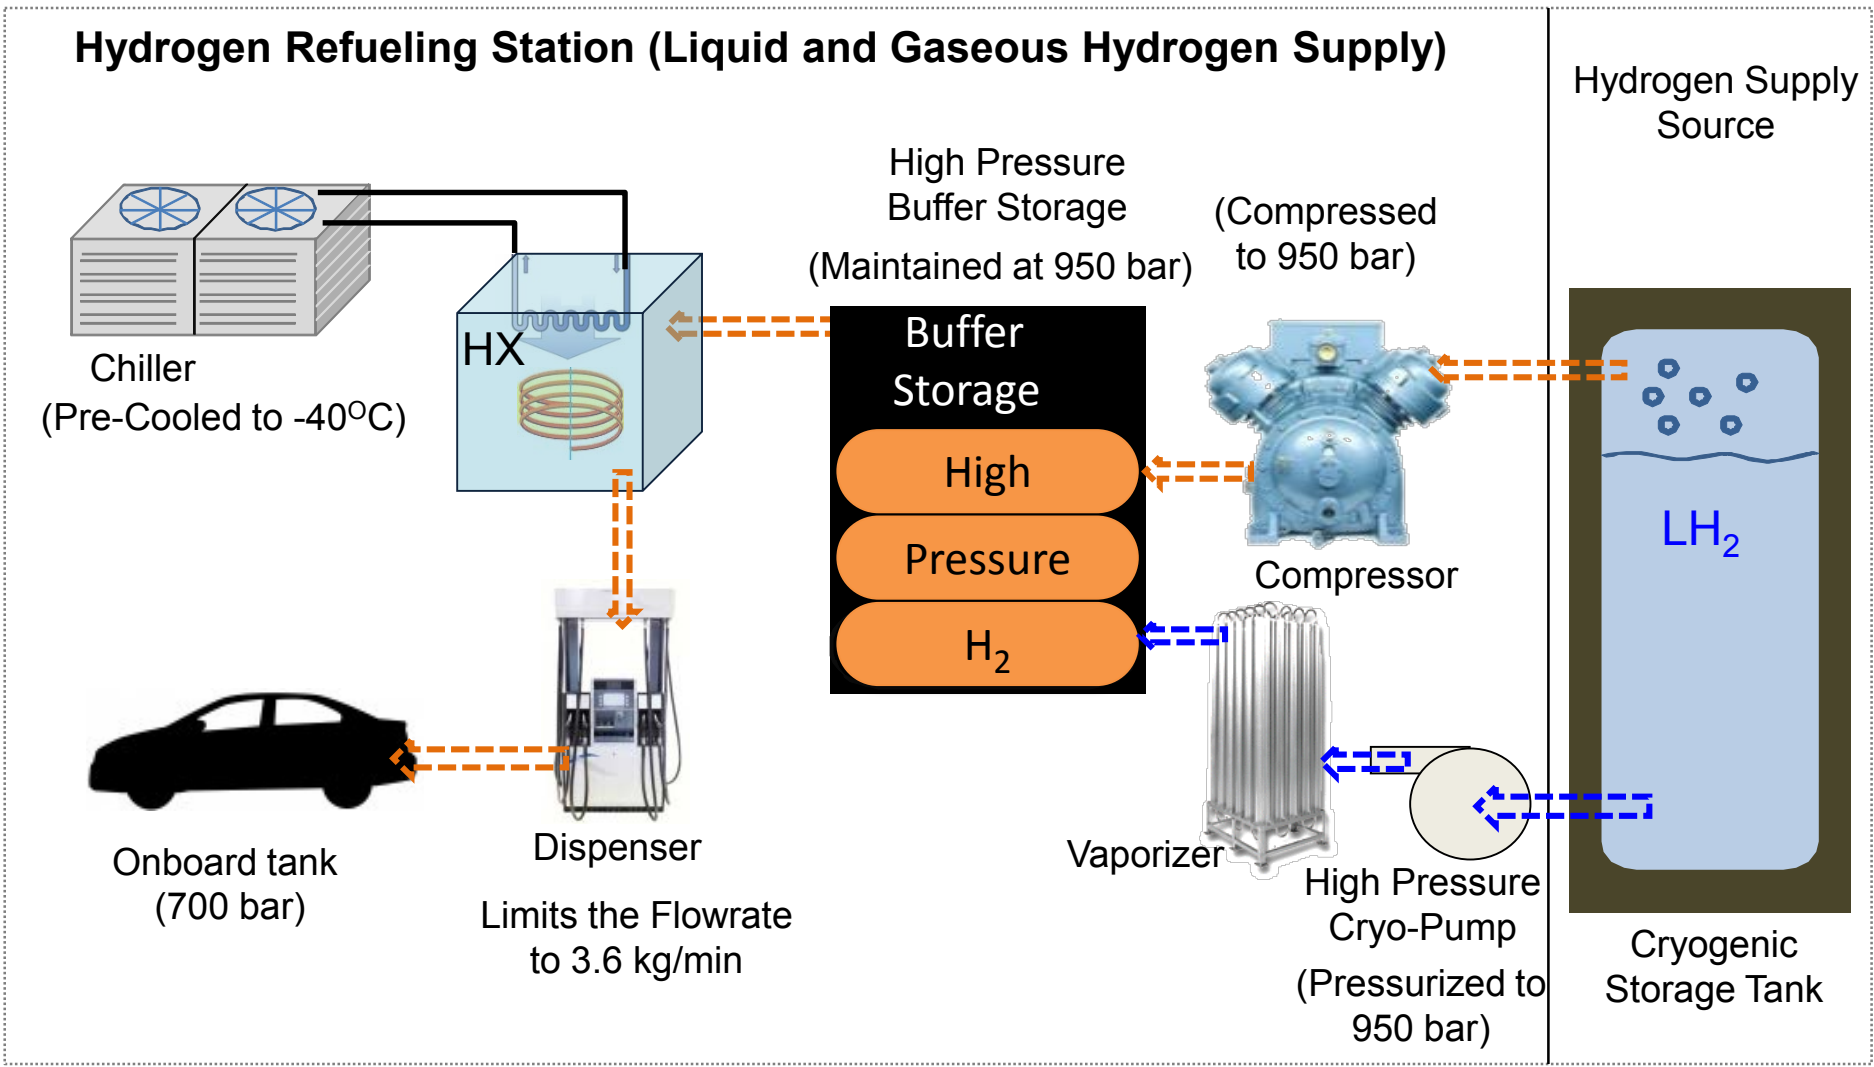 Hydrogen Refueling Station (Liquid and Gaseous Hydrogen Supply)
Hydrogen Supply
Source
High Pressure
Buffer Storage
(Maintained at 950 bar)
(Compressed
to 950 bar)
Buffer
Storage
High
Pressure
H₂
HX
Chiller
(Pre-Cooled to -40ᴼC)
Compressor
LH₂
Vaporizer
High Pressure
Cryo-Pump
(Pressurized to
950 bar)
Cryogenic
Storage Tank
Dispenser
Limits the Flowrate
to 3.6 kg/min
Onboard tank
(700 bar)